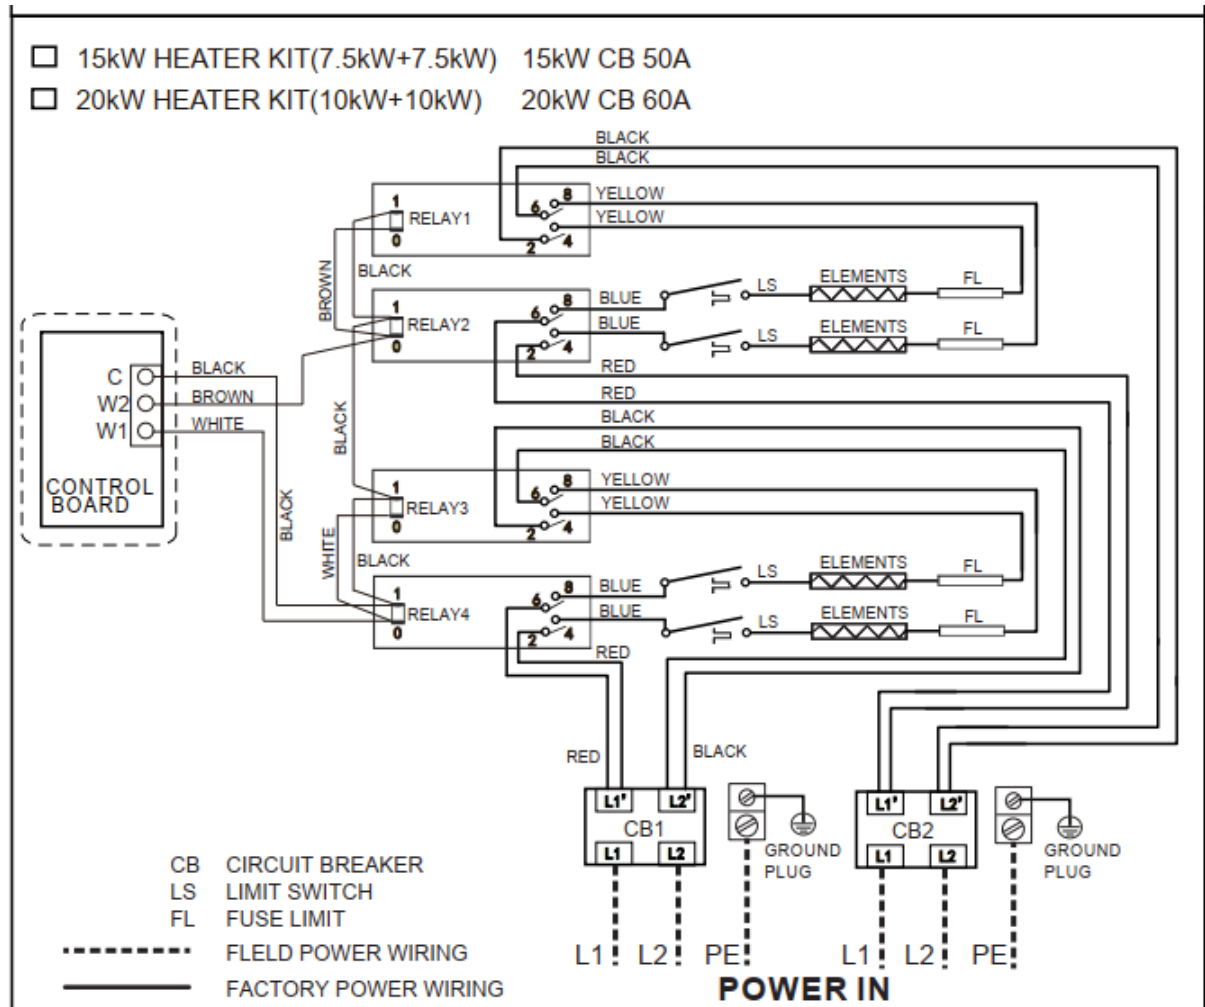 15kW HEATER KIT(7.5kW+7.5kW) 15kW CB 50A
20kW HEATER KIT(10kW+10kW) 20kW CB 60A
BLACK
BLACK
1
RELAY1
0
8
6
2
4
YELLOW
YELLOW
BROWN
BLACK
1
RELAY2
0
8
6
2
4
BLUE
BLUE
LS
ELEMENTS
FL
LS
ELEMENTS
FL
RED
RED
BLACK
BLACK
C
W2
W1
BLACK
BROWN
WHITE
CONTROL
BOARD
BLACK
BLACK
1
RELAY3
0
8
6
2
4
YELLOW
YELLOW
WHITE
BLACK
1
RELAY4
0
8
6
2
4
BLUE
BLUE
LS
ELEMENTS
FL
LS
ELEMENTS
FL
RED
RED
BLACK
L1' L2'
CB1
L1 L2
GROUND
PLUG
L1' L2'
CB2
L1 L2
GROUND
PLUG
CB CIRCUIT BREAKER
LS LIMIT SWITCH
FL FUSE LIMIT
FLELD POWER WIRING
FACTORY POWER WIRING
L1 L2 PE L1 L2 PE
POWER IN